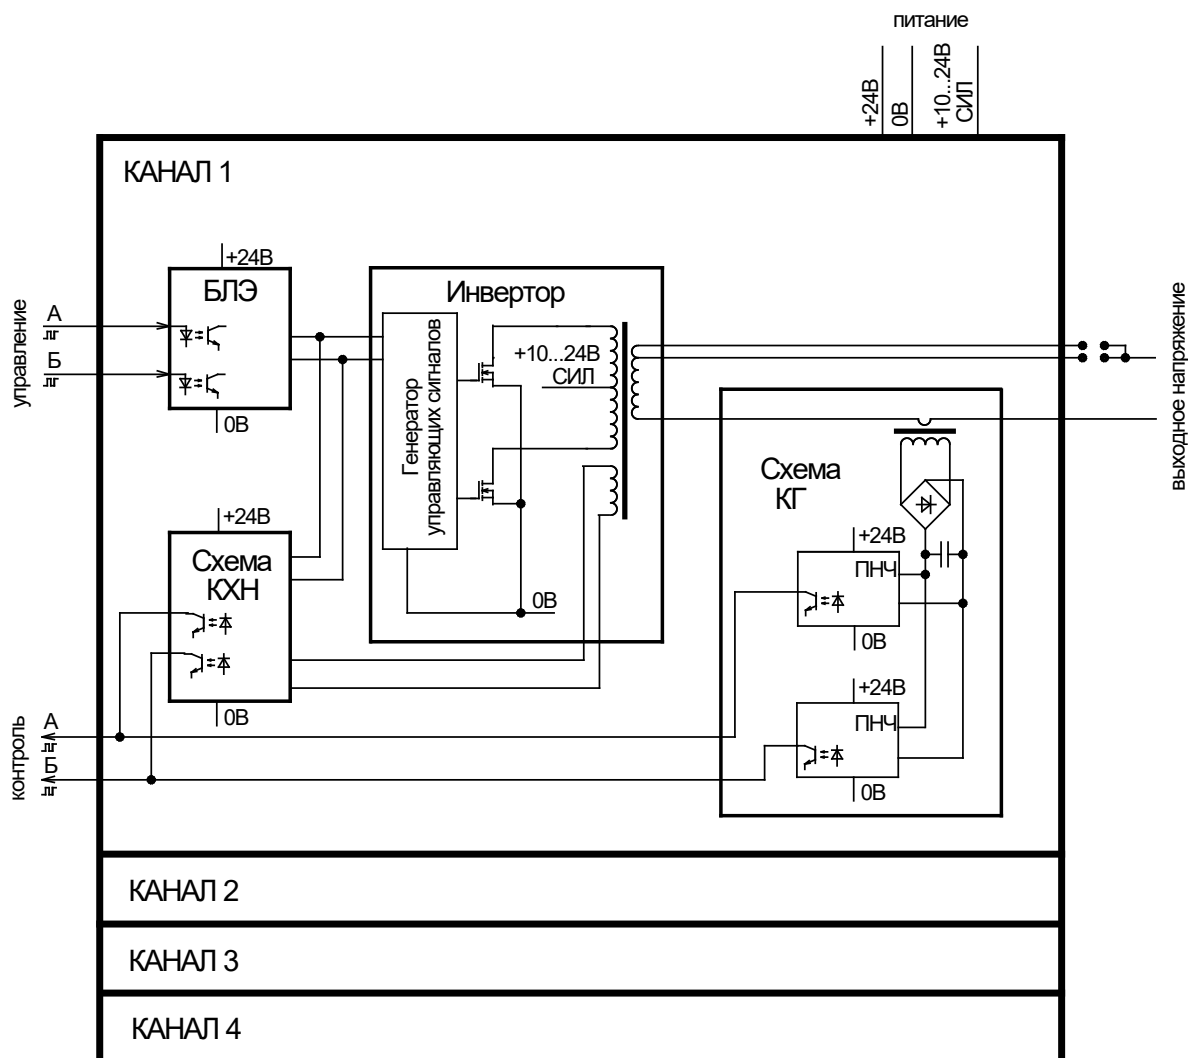 питание
+24В
0В
+10...24В
СИЛ
КАНАЛ 1
+24В
БЛЭ
0В
управление
А
Б
Инвертор
Генератор
управляющих сигналов
+10...24В
СИЛ
0В
выходное напряжение
+24В
Схема
КХН
0В
Схема
КГ
+24В
ПНЧ
0В
+24В
ПНЧ
0В
контроль
А
Б
КАНАЛ 2
КАНАЛ 3
КАНАЛ 4